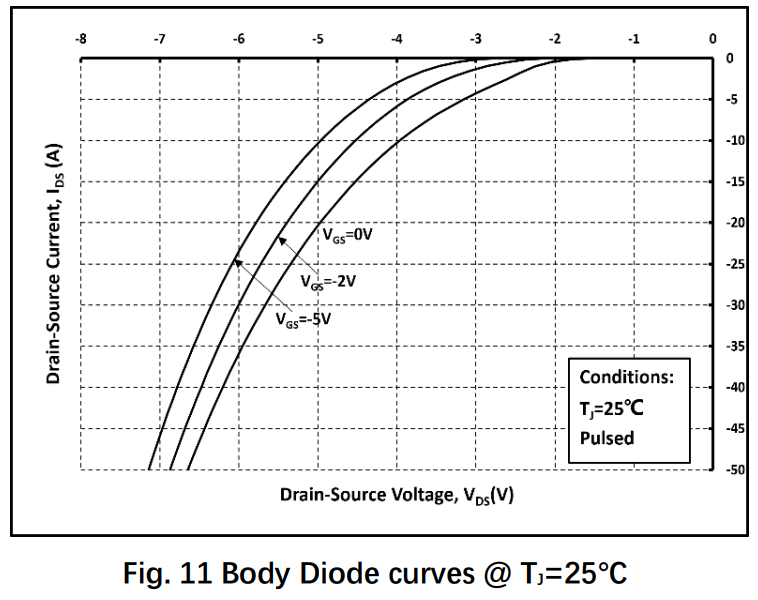 -8 -7 -6 -5 -4 -3 -2 -1 0
0
-5
-10
-15
-20
-25
-30
-35
-40
-45
-50
Drain-Source Current, IDS (A)
VGS=0V
VGS=-2V
VGS=-5V
Conditions:
TJ=25℃
Pulsed
Drain-Source Voltage, VDS(V)
Fig. 11 Body Diode curves @ TJ=25°C